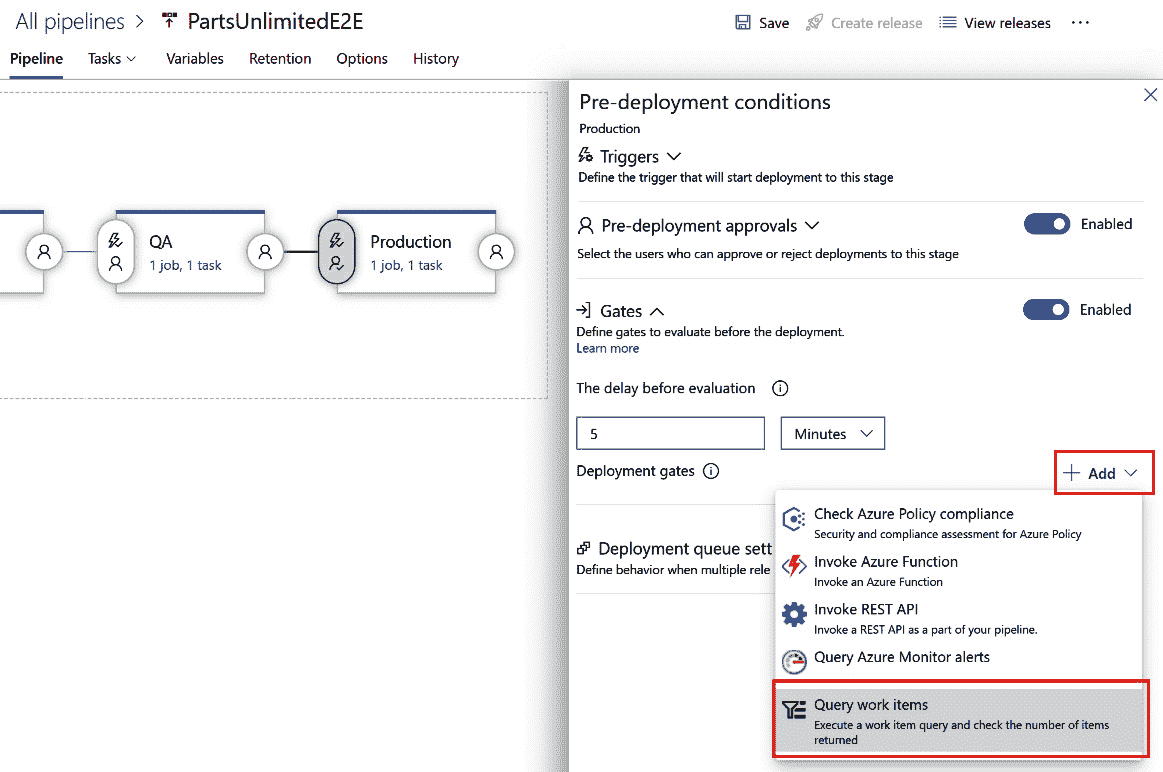 All pipelines > PartsUnlimitedE2E
Save
Create release
View releases
...
Pipeline
Tasks
Variables
Retention
Options
History
QA
1 job, 1 task
Production
1 job, 1 task
Pre-deployment conditions
Production
Triggers
Define the trigger that will start deployment to this stage
Pre-deployment approvals
Enabled
Select the users who can approve or reject deployments to this stage
Gates
Enabled
Define gates to evaluate before the deployment.
Learn more
The delay before evaluation
5
Minutes
Deployment gates
Add
Check Azure Policy compliance
Security and compliance assessment for Azure Policy
Deployment queue sett
Define behavior when multiple rele
Invoke Azure Function
Invoke an Azure Function
Invoke REST API
Invoke a REST API as a part of your pipeline.
Query Azure Monitor alerts
Query work items
Execute a work item query and check the number of items
returned